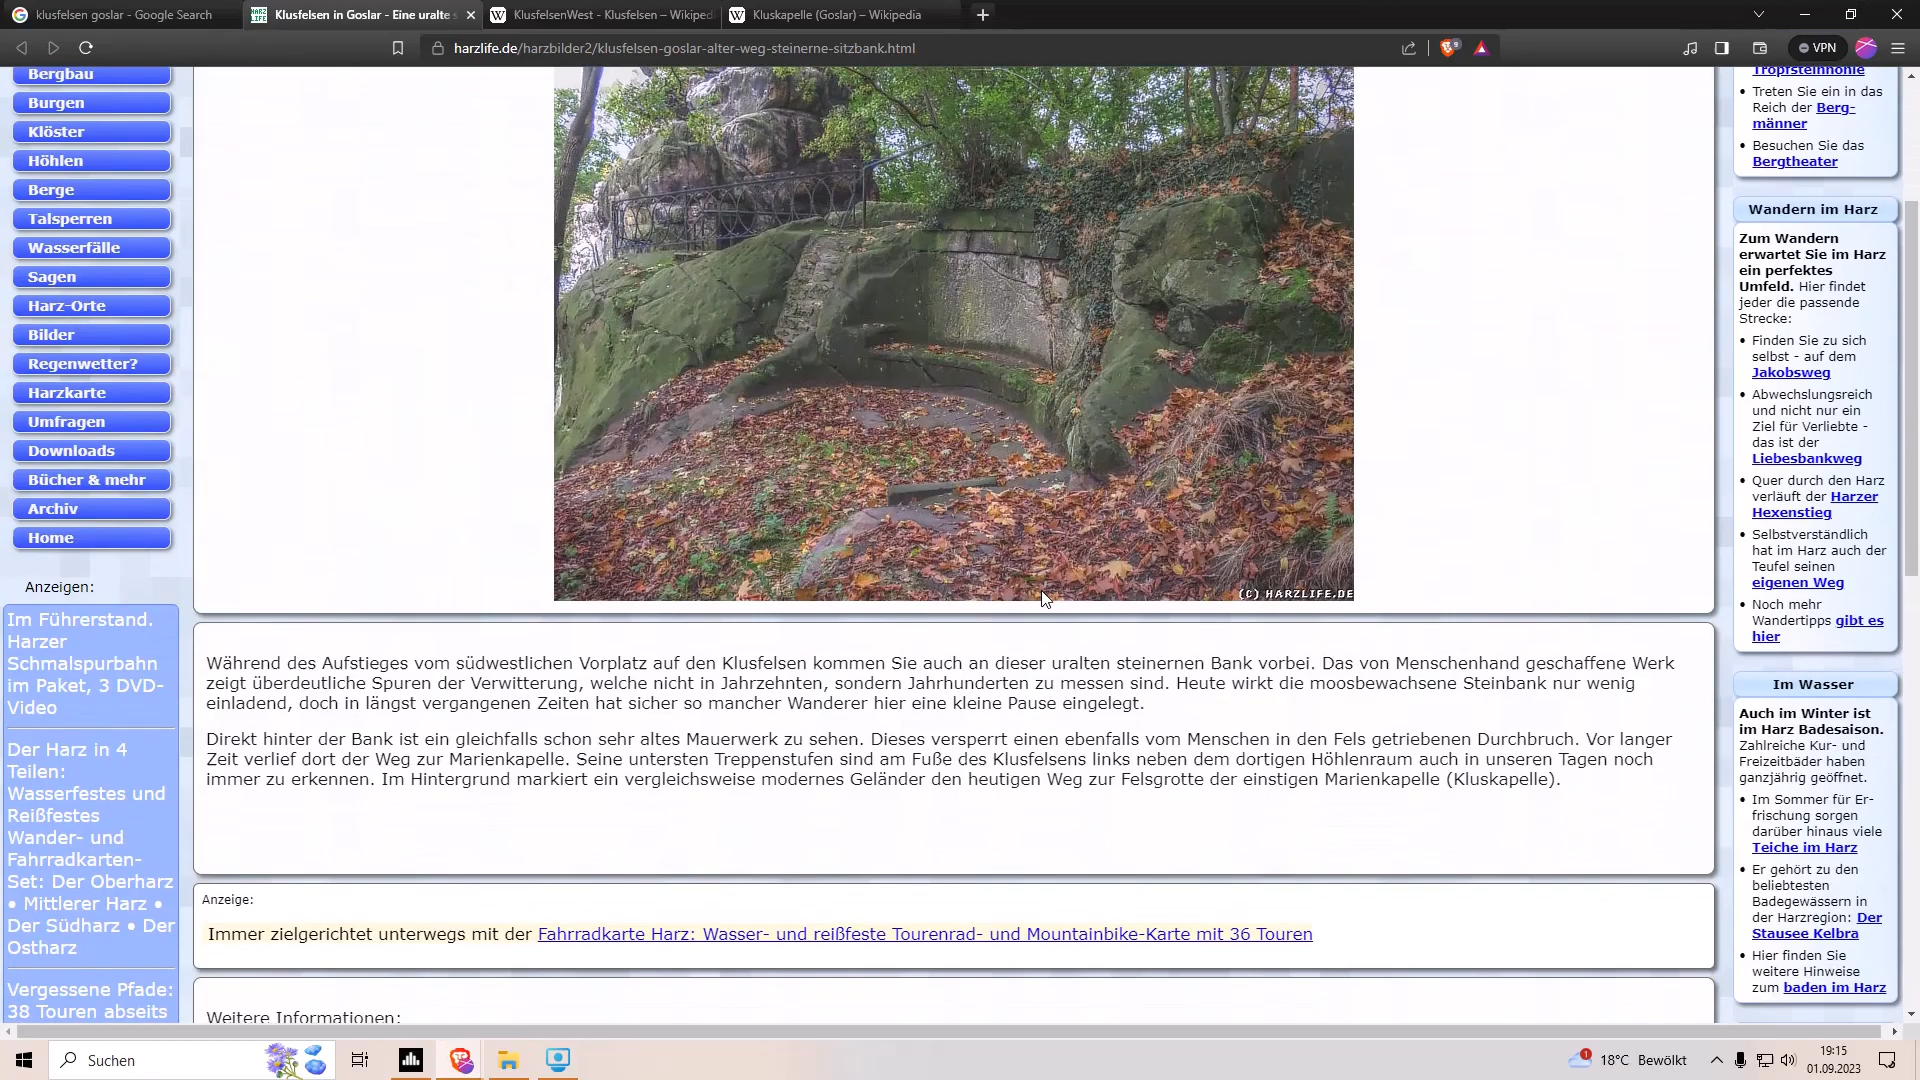 klusfelsen goslar - Google Search
Klusfelsen in Goslar - Eine uralte s
KlusfelsenWest - Klusfelsen – Wikiped
Kluskapelle (Goslar) – Wikipedia
harzlife.de/harzbilder2/klusfelsen-goslar-alter-weg-steinerne-sitzbank.html
VPN
Bergbau
Burgen
Klöster
Höhlen
Berge
Talsperren
Wasserfälle
Sagen
Harz-Orte
Bilder
Regenwetter?
Harzkarte
Umfragen
Downloads
Bücher & mehr
Archiv
Home
Anzeigen:
Im Führerstand.
Harzer
Schmalspurbahn
im Paket, 3 DVD-
Video
Der Harz in 4
Teilen:
Wasserfestes und
Reißfestes
Wander- und
Fahrradkarten-
Set: Der Oberharz
• Mittlerer Harz •
Der Südharz • Der
Ostharz
Vergessene Pfade:
38 Touren abseits
(C) HARZLIFE.DE
Während des Aufstieges vom südwestlichen Vorplatz auf den Klusfelsen kommen Sie auch an dieser uralten steinernen Bank vorbei. Das von Menschenhand geschaffene Werk
zeigt überdeutliche Spuren der Verwitterung, welche nicht in Jahrzehnten, sondern Jahrhunderten zu messen sind. Heute wirkt die moosbewachsene Steinbank nur wenig
einladend, doch in längst vergangenen Zeiten hat sicher so mancher Wanderer hier eine kleine Pause eingelegt.
Direkt hinter der Bank ist ein gleichfalls schon sehr altes Mauerwerk zu sehen. Dieses versperrt einen ebenfalls vom Menschen in den Fels getriebenen Durchbruch. Vor langer
Zeit verlief dort der Weg zur Marienkapelle. Seine untersten Treppenstufen sind am Fuße des Klusfelsens links neben dem dortigen Höhlenraum auch in unseren Tagen noch
immer zu erkennen. Im Hintergrund markiert ein vergleichsweise modernes Geländer den heutigen Weg zur Felsgrotte der einstigen Marienkapelle (Kluskapelle).
Anzeige:
Immer zielgerichtet unterwegs mit der Fahrradkarte Harz: Wasser- und reißfeste Tourenrad- und Mountainbike-Karte mit 36 Touren
Weitere Informationen:
Tropfsteinhöhle
• Treten Sie ein in das
Reich der Berg-
männer
• Besuchen Sie das
Bergtheater
Wandern im Harz
Zum Wandern
erwartet Sie im Harz
ein perfektes
Umfeld. Hier findet
jeder die passende
Strecke:
• Finden Sie zu sich
selbst - auf dem
Jakobsweg
• Abwechslungsreich
und nicht nur ein
Ziel für Verliebte -
das ist der
Liebesbankweg
• Quer durch den Harz
verläuft der Harzer
Hexenstieg
• Selbstverständlich
hat im Harz auch der
Teufel seinen
eigenen Weg
• Noch mehr
Wandertipps gibt es
hier
Im Wasser
Auch im Winter ist
im Harz Badesaison.
Zahlreiche Kur- und
Freizeitbäder haben
ganzjährig geöffnet.
• Im Sommer für Er-
frischung sorgen
darüber hinaus viele
Teiche im Harz
• Er gehört zu den
beliebtesten
Badegewässern in
der Harzregion: Der
Stausee Kelbra
• Hier finden Sie
weitere Hinweise
zum baden im Harz
Suchen
1
18°C Bewölkt
19:15
01.09.2023